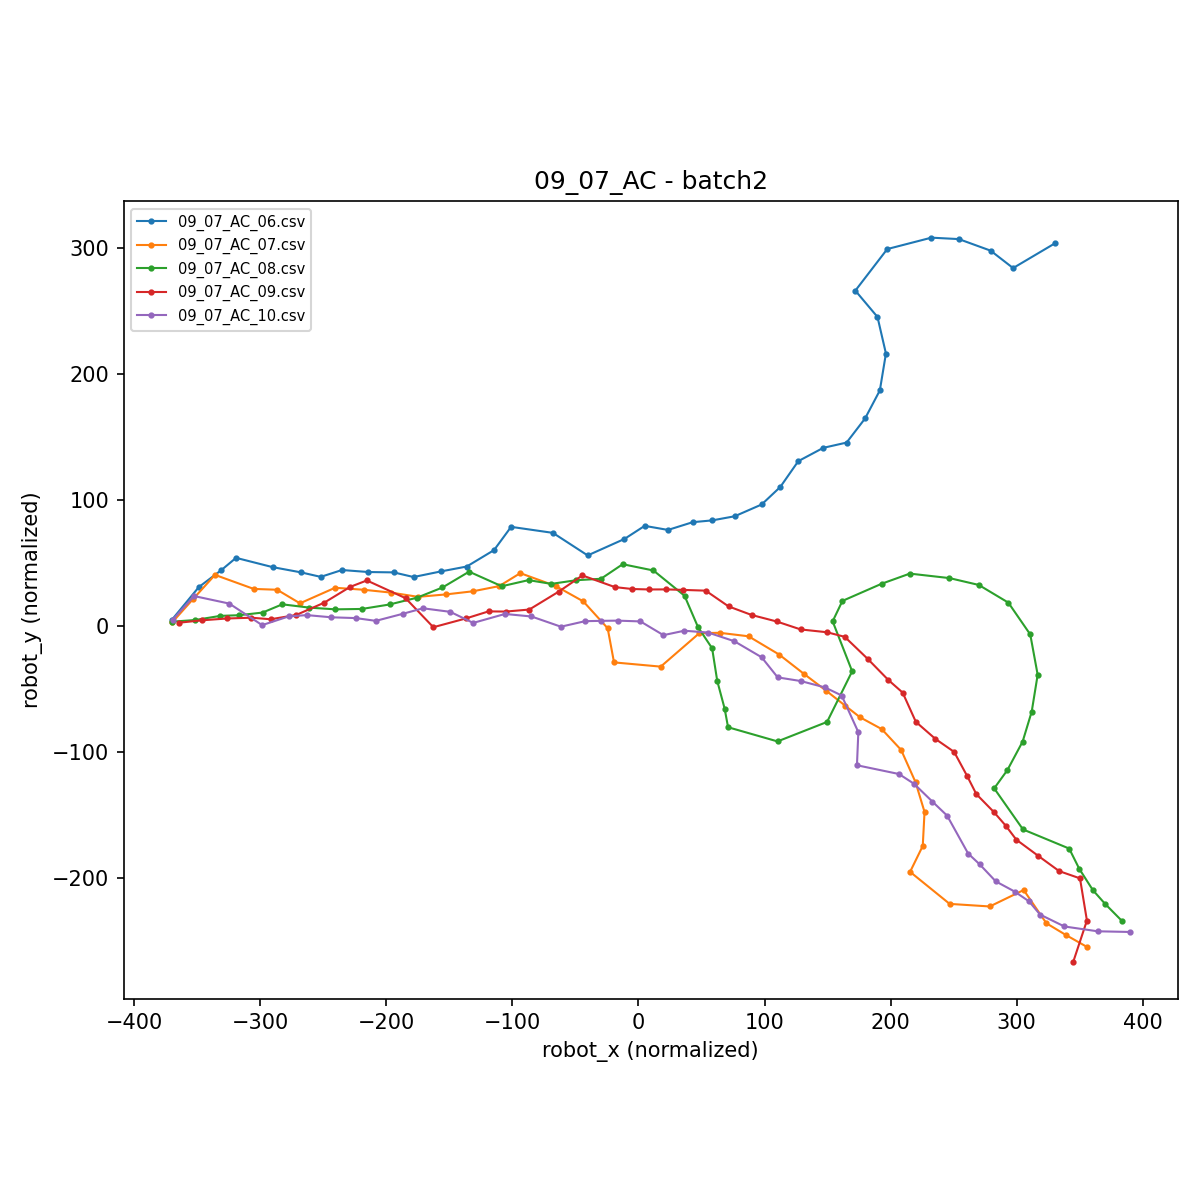 09_07_AC - batch2
09_07_AC_06.csv
09_07_AC_07.csv
09_07_AC_08.csv
09_07_AC_09.csv
09_07_AC_10.csv
300
200
100
0
−100
−200
robot_y (normalized)
−400 −300 −200 −100 0 100 200 300 400
robot_x (normalized)